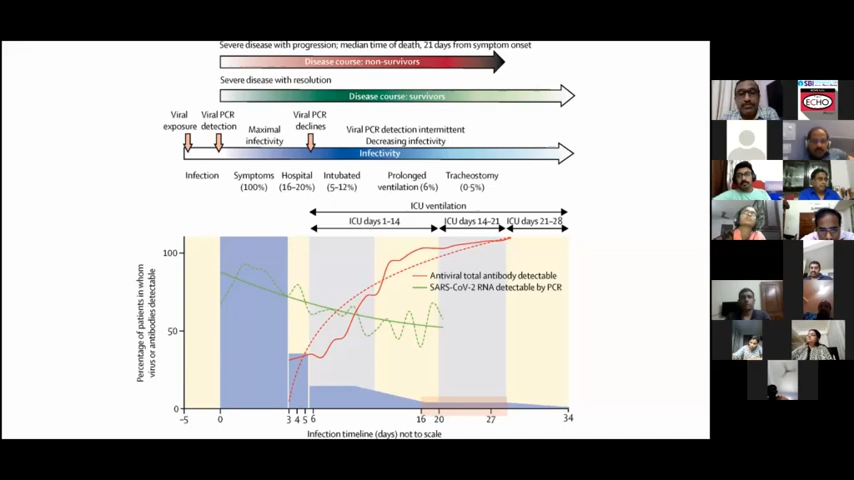 Severe disease with progression; median time of death, 21 days from symptom onset
Disease course: non-survivors
Severe disease with resolution
Disease course: survivors
Viral exposure
Viral PCR detection
Maximal infectivity
Viral PCR declines
Viral PCR detection intermittent
Decreasing infectivity
Infectivity
Infection
Symptoms (100%)
Hospital (16–20%)
Intubated (5–12%)
Prolonged ventilation (6%)
Tracheostomy (0·5%)
ICU ventilation
ICU days 1–14
ICU days 14–21
ICU days 21–28
Percentage of patients in whom
virus or antibodies detectable
100
50
0
Antiviral total antibody detectable
SARS-CoV-2 RNA detectable by PCR
-5 0 3 4 5 6 16 20 27 34
Infection timeline (days) not to scale
SBI
ECHO